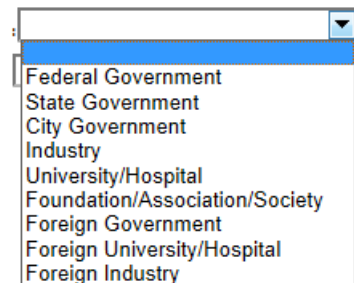 :
Federal Government
State Government
City Government
Industry
University/Hospital
Foundation/Association/Society
Foreign Government
Foreign University/Hospital
Foreign Industry